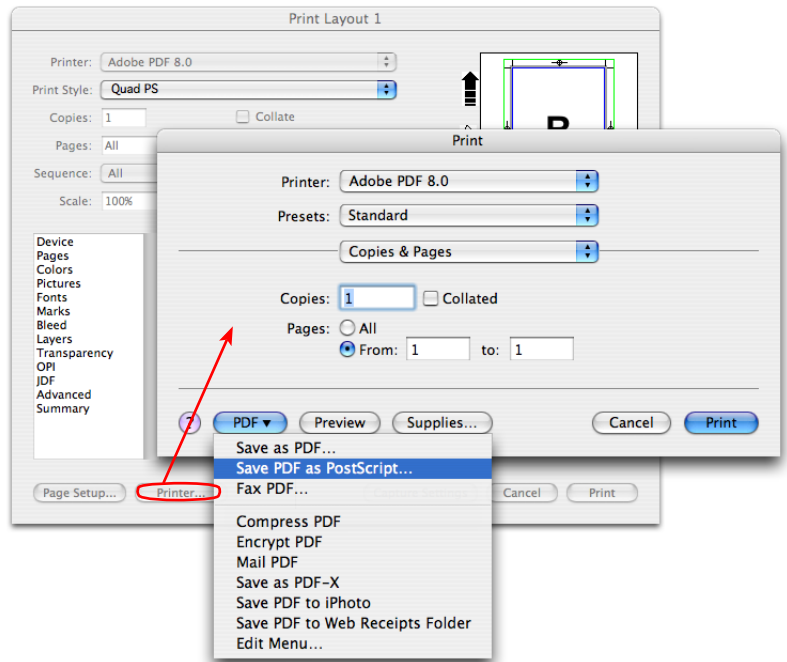 Print Layout 1
Printer: Adobe PDF 8.0
Print Style: Quad PS
Copies: 1 Collate
Pages: All
Sequence: All
Scale: 100%
Device
Pages
Colors
Pictures
Fonts
Marks
Bleed
Layers
Transparency
OPI
JDF
Advanced
Summary
Page Setup... Printer... Cancel Print
Print
Printer: Adobe PDF 8.0
Presets: Standard
Copies & Pages
Copies: 1 Collated
Pages: All
From: 1 to: 1
? PDF ▼ Preview Supplies... Cancel Print
Save as PDF...
Save PDF as PostScript...
Fax PDF...
Compress PDF
Encrypt PDF
Mail PDF
Save as PDF-X
Save PDF to iPhoto
Save PDF to Web Receipts Folder
Edit Menu...